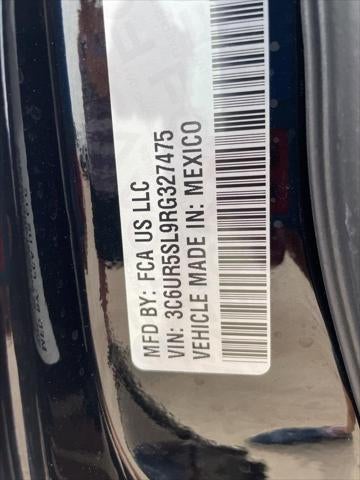 MFD BY: FCA US LLC
VIN: 3C6UR5SL9RG327475
VEHICLE MADE IN: MEXICO